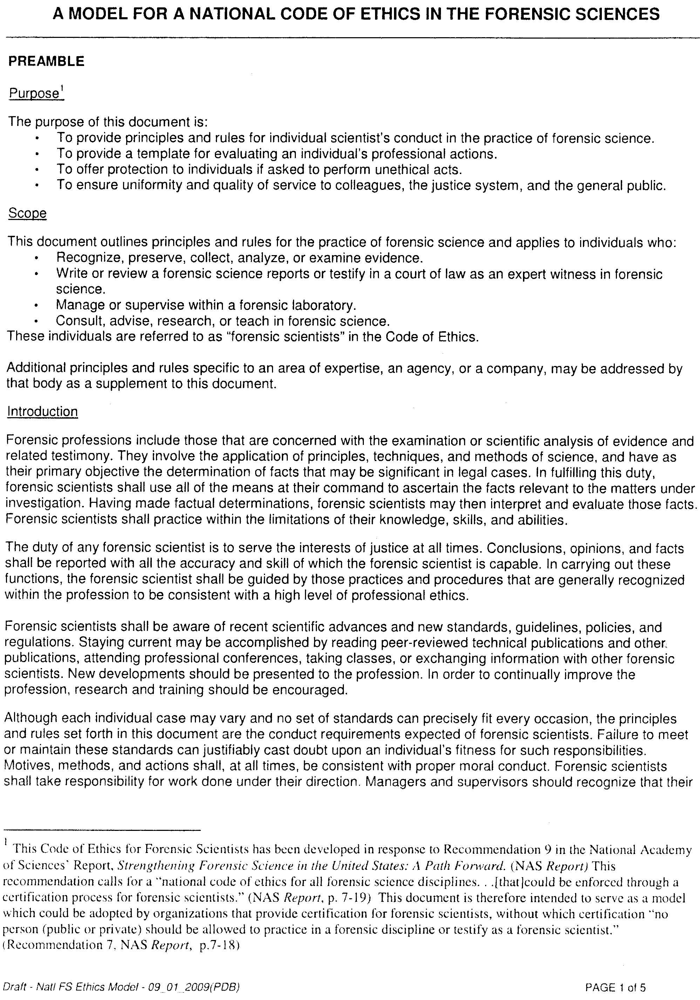 A MODEL FOR A NATIONAL CODE OF ETHICS IN THE FORENSIC SCIENCES
PREAMBLE
Purpose¹
The purpose of this document is:
• To provide principles and rules for individual scientist's conduct in the practice of forensic science.
• To provide a template for evaluating an individual's professional actions.
• To offer protection to individuals if asked to perform unethical acts.
• To ensure uniformity and quality of service to colleagues, the justice system, and the general public.
Scope
This document outlines principles and rules for the practice of forensic science and applies to individuals who:
• Recognize, preserve, collect, analyze, or examine evidence.
• Write or review a forensic science reports or testify in a court of law as an expert witness in forensic
science.
• Manage or supervise within a forensic laboratory.
• Consult, advise, research, or teach in forensic science.
These individuals are referred to as "forensic scientists" in the Code of Ethics.
Additional principles and rules specific to an area of expertise, an agency, or a company, may be addressed by
that body as a supplement to this document.
Introduction
Forensic professions include those that are concerned with the examination or scientific analysis of evidence and
related testimony. They involve the application of principles, techniques, and methods of science, and have as
their primary objective the determination of facts that may be significant in legal cases. In fulfilling this duty,
forensic scientists shall use all of the means at their command to ascertain the facts relevant to the matters under
investigation. Having made factual determinations, forensic scientists may then interpret and evaluate those facts.
Forensic scientists shall practice within the limitations of their knowledge, skills, and abilities.
The duty of any forensic scientist is to serve the interests of justice at all times. Conclusions, opinions, and facts
shall be reported with all the accuracy and skill of which the forensic scientist is capable. In carrying out these
functions, the forensic scientist shall be guided by those practices and procedures that are generally recognized
within the profession to be consistent with a high level of professional ethics.
Forensic scientists shall be aware of recent scientific advances and new standards, guidelines, policies, and
regulations. Staying current may be accomplished by reading peer-reviewed technical publications and other
publications, attending professional conferences, taking classes, or exchanging information with other forensic
scientists. New developments should be presented to the profession. In order to continually improve the
profession, research and training should be encouraged.
Although each individual case may vary and no set of standards can precisely fit every occasion, the principles
and rules set forth in this document are the conduct requirements expected of forensic scientists. Failure to meet
or maintain these standards can justifiably cast doubt upon an individual's fitness for such responsibilities.
Motives, methods, and actions shall, at all times, be consistent with proper moral conduct. Forensic scientists
shall take responsibility for work done under their direction. Managers and supervisors should recognize that their
¹ This Code of Ethics for Forensic Scientists has been developed in response to Recommendation 9 in the National Academy
of Sciences' Report, Strengthening Forensic Science in the United States: A Path Forward. (NAS Report) This
recommendation calls for a "national code of ethics for all forensic science disciplines. . .[that]could be enforced through a
certification process for forensic scientists." (NAS Report, p. 7-19) This document is therefore intended to serve as a model
which could be adopted by organizations that provide certification for forensic scientists, without which certification "no
person (public or private) should be allowed to practice in a forensic discipline or testify as a forensic scientist."
(Recommendation 7, NAS Report, p.7-18)
Draft - Natl FS Ethics Model - 09_01_2009(PDB) PAGE 1 of 5